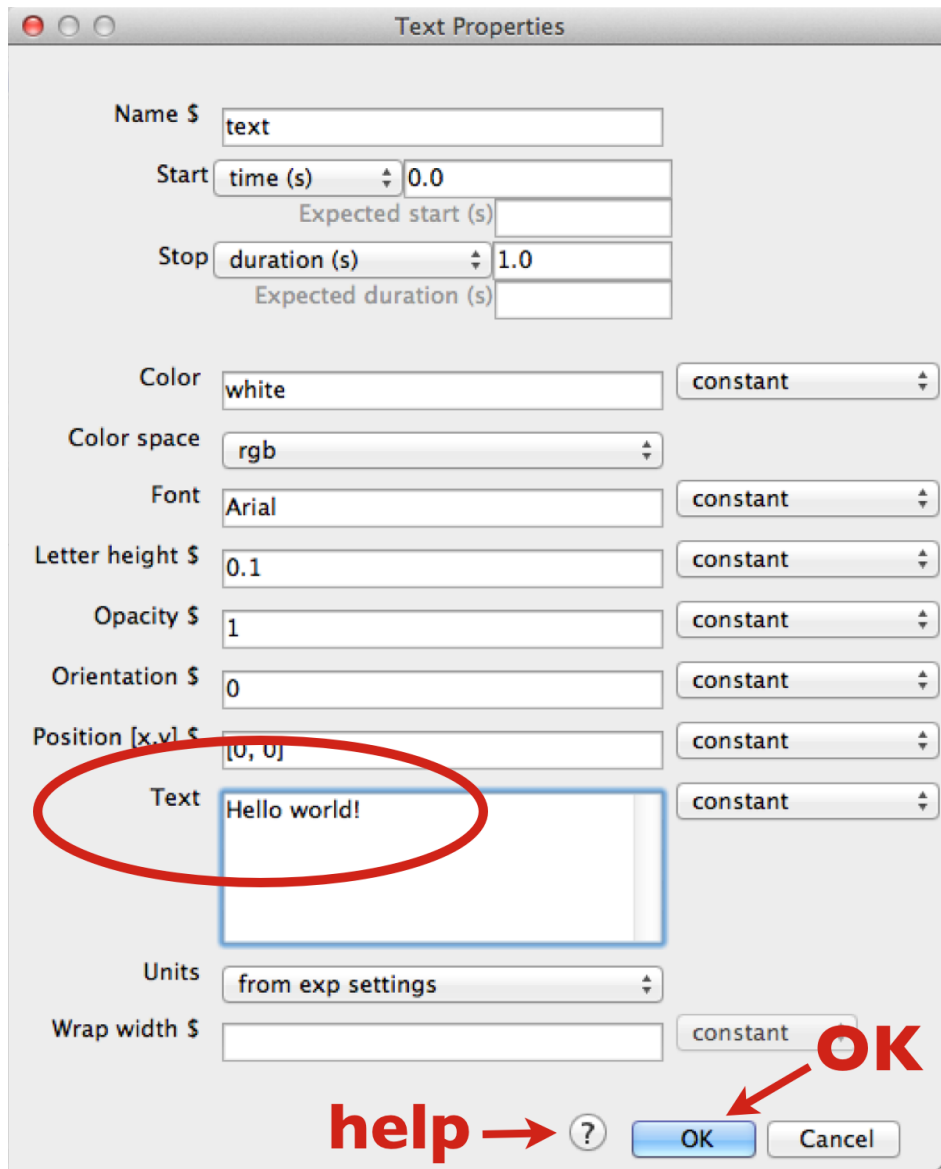 Text Properties
Name $ text
Start time (s) 0.0
Expected start (s)
Stop duration (s) 1.0
Expected duration (s)
Color white constant
Color space rgb
Font Arial constant
Letter height $ 0.1 constant
Opacity $ 1 constant
Orientation $ 0 constant
Position [x,y] $ [0, 0] constant
Text Hello world! constant
Units from exp settings
Wrap width $ constant
OK
help ? OK Cancel